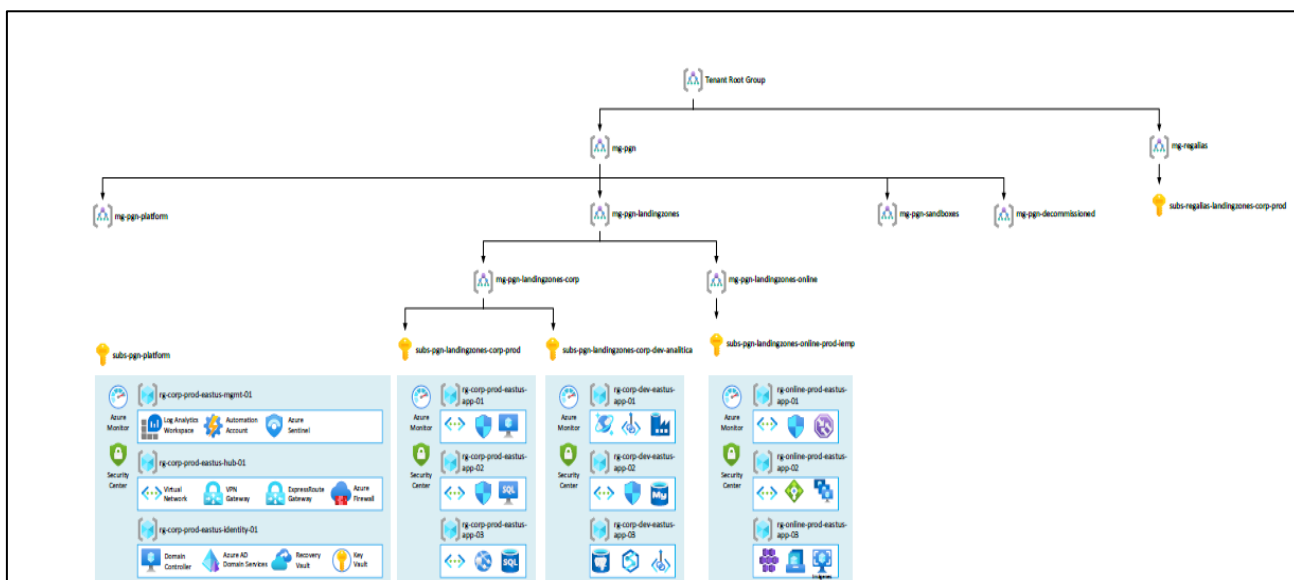 Tenant Root Group
mg-pgn
mg-regalias
mg-pgn-platform
mg-pgn-landingzones
mg-pgn-sandboxes
mg-pgn-decommissioned
subs-regalias-landingzones-corp-prod
mg-pgn-landingzones-corp
mg-pgn-landingzones-online
subs-pgn-platform
subs-pgn-landingzones-corp-prod
subs-pgn-landingzones-corp-dev-analitica
subs-pgn-landingzones-online-prod-lemp
Azure
Monitor
Security
Center
rg-corp-prod-eastus-mgmt-01
Log Analytics
Workspace
Automation
Account
Azure
Sentinel
rg-corp-prod-eastus-hub-01
Virtual
Network
VPN
Gateway
ExpressRoute
Gateway
Azure
Firewall
rg-corp-prod-eastus-identity-01
Domain
Controller
Azure AD
Domain Services
Recovery
Vault
Key
Vault
Azure
Monitor
Security
Center
rg-corp-prod-eastus-
app-01
rg-corp-prod-eastus-
app-02
SQL
rg-corp-prod-eastus-
app-03
SQL
Azure
Monitor
Security
Center
rg-corp-dev-eastus-
app-01
rg-corp-dev-eastus-
app-02
My
rg-corp-dev-eastus-
app-03
Azure
Monitor
Security
Center
rg-online-prod-eastus-
app-01
rg-online-prod-eastus-
app-02
rg-online-prod-eastus-
app-03